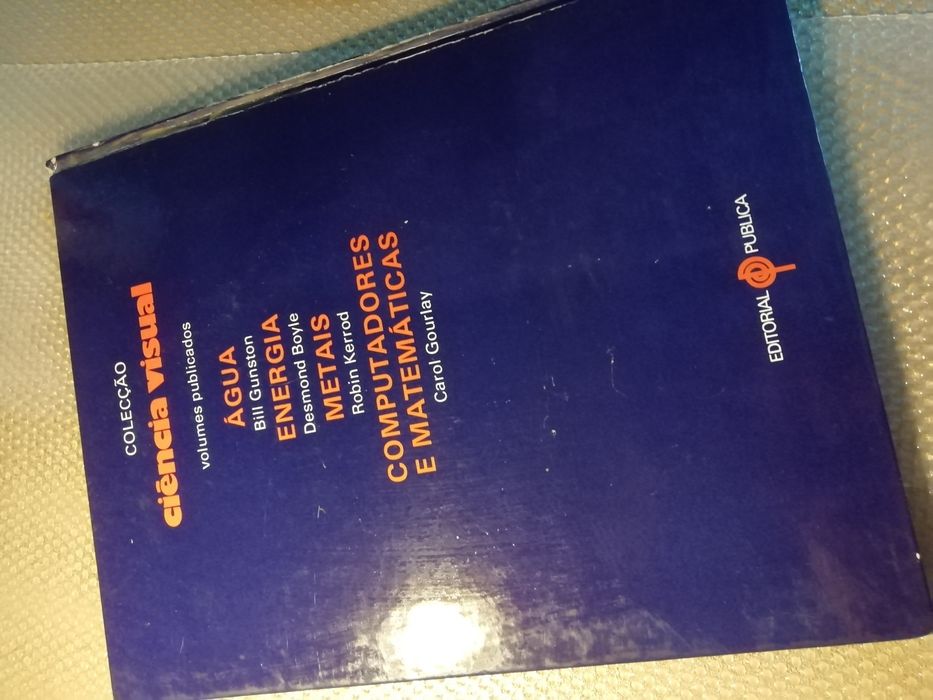 COLECÇÃO
ciência visual
volumes publicados
ÁGUA
Bill Gunston
ENERGIA
Desmond Boyle
METAIS
Robin Kerrod
COMPUTADORES
E MATEMÁTICAS
Carol Gourlay
EDITORIAL PUBLICA